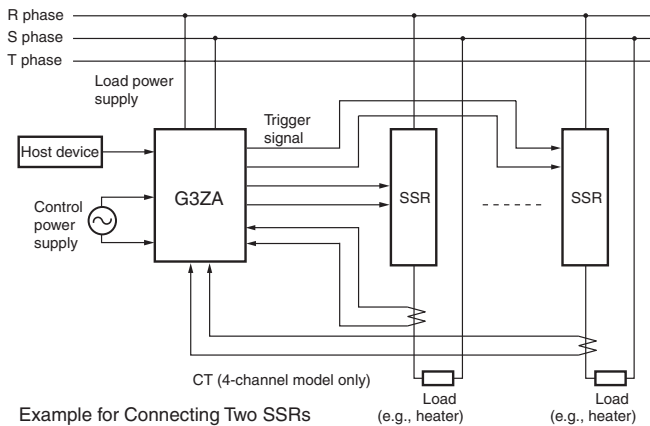 R phase
S phase
T phase
Load power
supply
Trigger
signal
Host device
G3ZA
SSR
SSR
Control
power
supply
CT (4-channel model only)
Load
(e.g., heater)
Load
(e.g., heater)
Example for Connecting Two SSRs